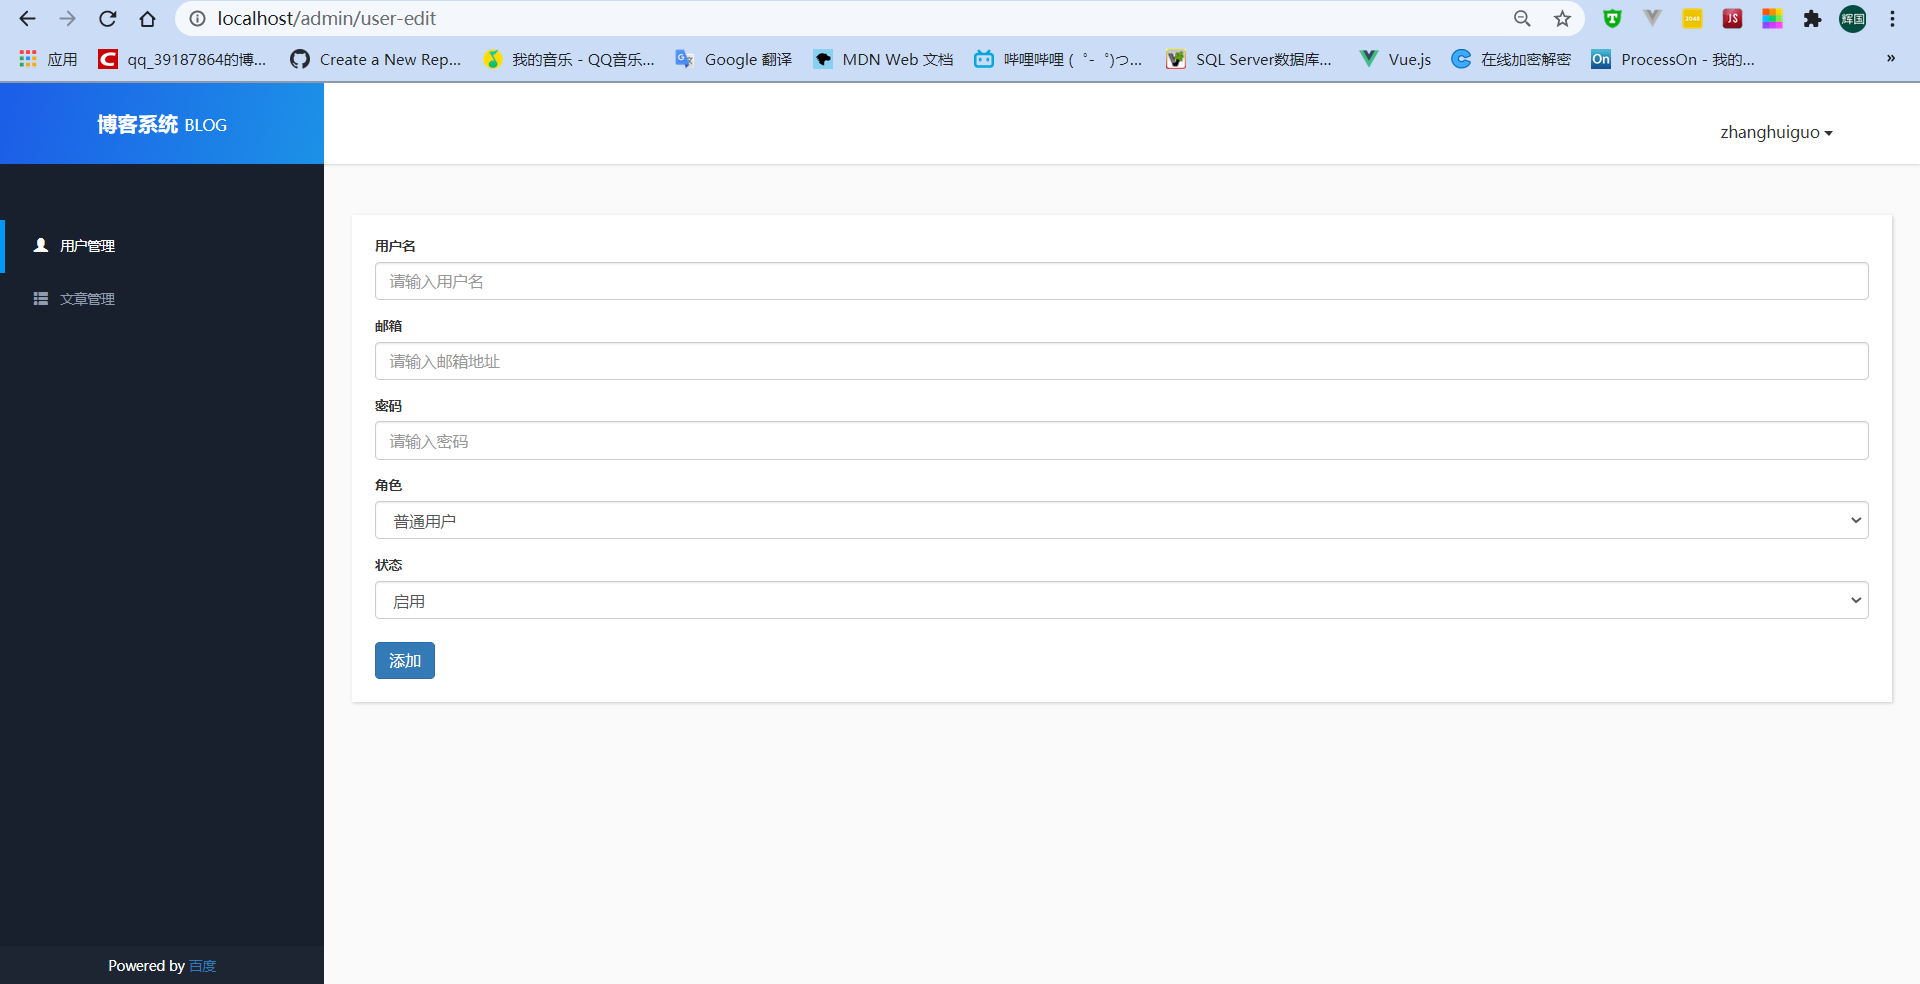 localhost/admin/user-edit
2048
JS
辉国
应用
qq_39187864的博...
Create a New Rep...
我的音乐 - QQ音乐...
Google 翻译
MDN Web 文档
哔哩哔哩 ( ゜- ゜)つ...
SQL Server数据库...
Vue.js
在线加密解密
On
ProcessOn - 我的...
»
博客系统 BLOG
zhanghuiguo
用户管理
文章管理
用户名
请输入用户名
邮箱
请输入邮箱地址
密码
请输入密码
角色
普通用户
状态
启用
添加
Powered by 百度